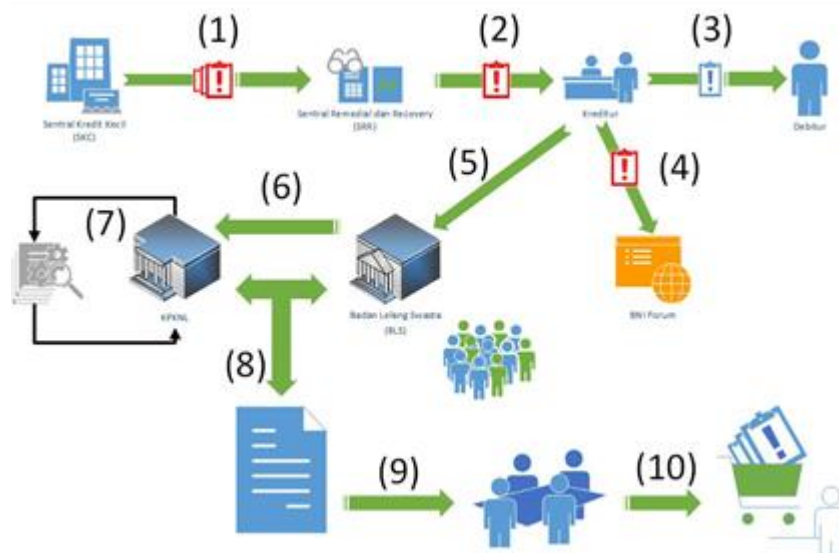 (1)
(2)
(3)
Sentral Kredit Kecil
(SKC)
Sentral Remedial dan Recovery
(SRR)
Kreditur
Debitur
(4)
(5)
(6)
(7)
KPKNL
Badan Lelang Swasta
(BLS)
BNI Forum
(8)
(9)
(10)